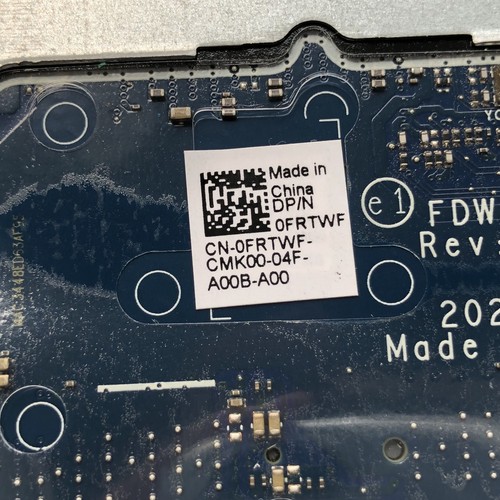 Made in
China
DP/N
0FRTWF
CN-0FRTWF-
CMK00-04F-
A00B-A00
e1
FDW
Rev:
202
Made